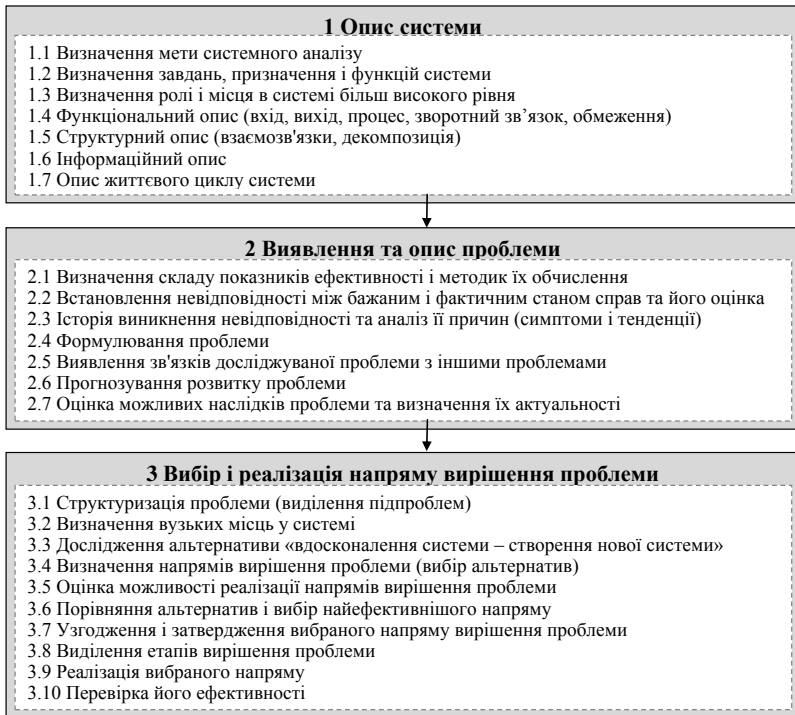 1 Опис системи
1.1 Визначення мети системного аналізу
1.2 Визначення завдань, призначення і функцій системи
1.3 Визначення ролі і місця в системі більш високого рівня
1.4 Функціональний опис (вхід, вихід, процес, зворотний зв’язок, обмеження)
1.5 Структурний опис (взаємозв'язки, декомпозиція)
1.6 Інформаційний опис
1.7 Опис життєвого циклу системи
2 Виявлення та опис проблеми
2.1 Визначення складу показників ефективності і методик їх обчислення
2.2 Встановлення невідповідності між бажаним і фактичним станом справ та його оцінка
2.3 Історія виникнення невідповідності та аналіз її причин (симптоми і тенденції)
2.4 Формулювання проблеми
2.5 Виявлення зв'язків досліджуваної проблеми з іншими проблемами
2.6 Прогнозування розвитку проблеми
2.7 Оцінка можливих наслідків проблеми та визначення їх актуальності
3 Вибір і реалізація напряму вирішення проблеми
3.1 Структуризація проблеми (виділення підпроблем)
3.2 Визначення вузьких місць у системі
3.3 Дослідження альтернативи «вдосконалення системи – створення нової системи»
3.4 Визначення напрямів вирішення проблеми (вибір альтернатив)
3.5 Оцінка можливості реалізації напрямів вирішення проблеми
3.6 Порівняння альтернатив і вибір найефективнішого напряму
3.7 Узгодження і затвердження вибраного напряму вирішення проблеми
3.8 Виділення етапів вирішення проблеми
3.9 Реалізація вибраного напряму
3.10 Перевірка його ефективності